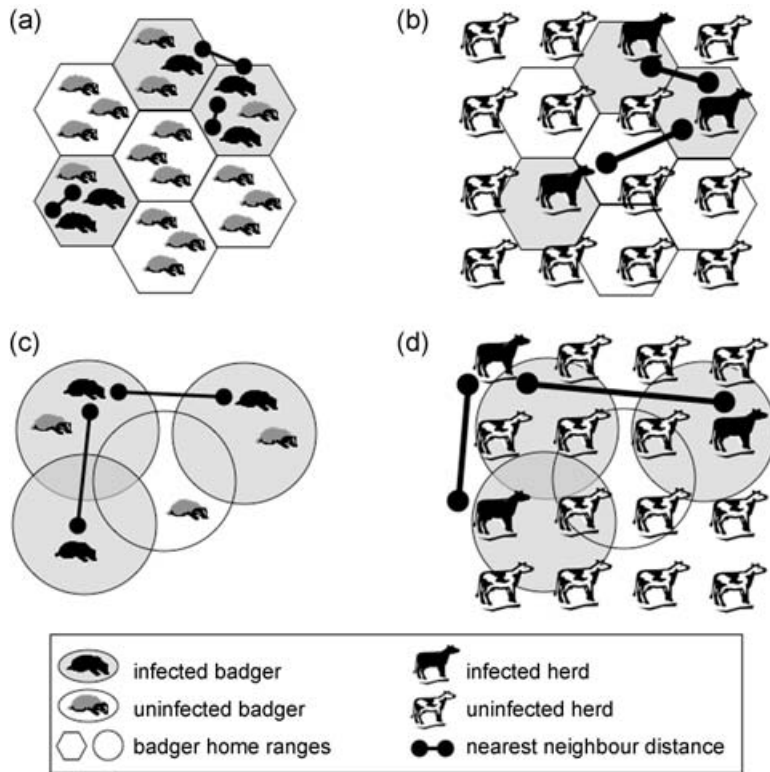 (a)
(b)
(c)
(d)
infected badger
infected herd
uninfected badger
uninfected herd
badger home ranges
nearest neighbour distance